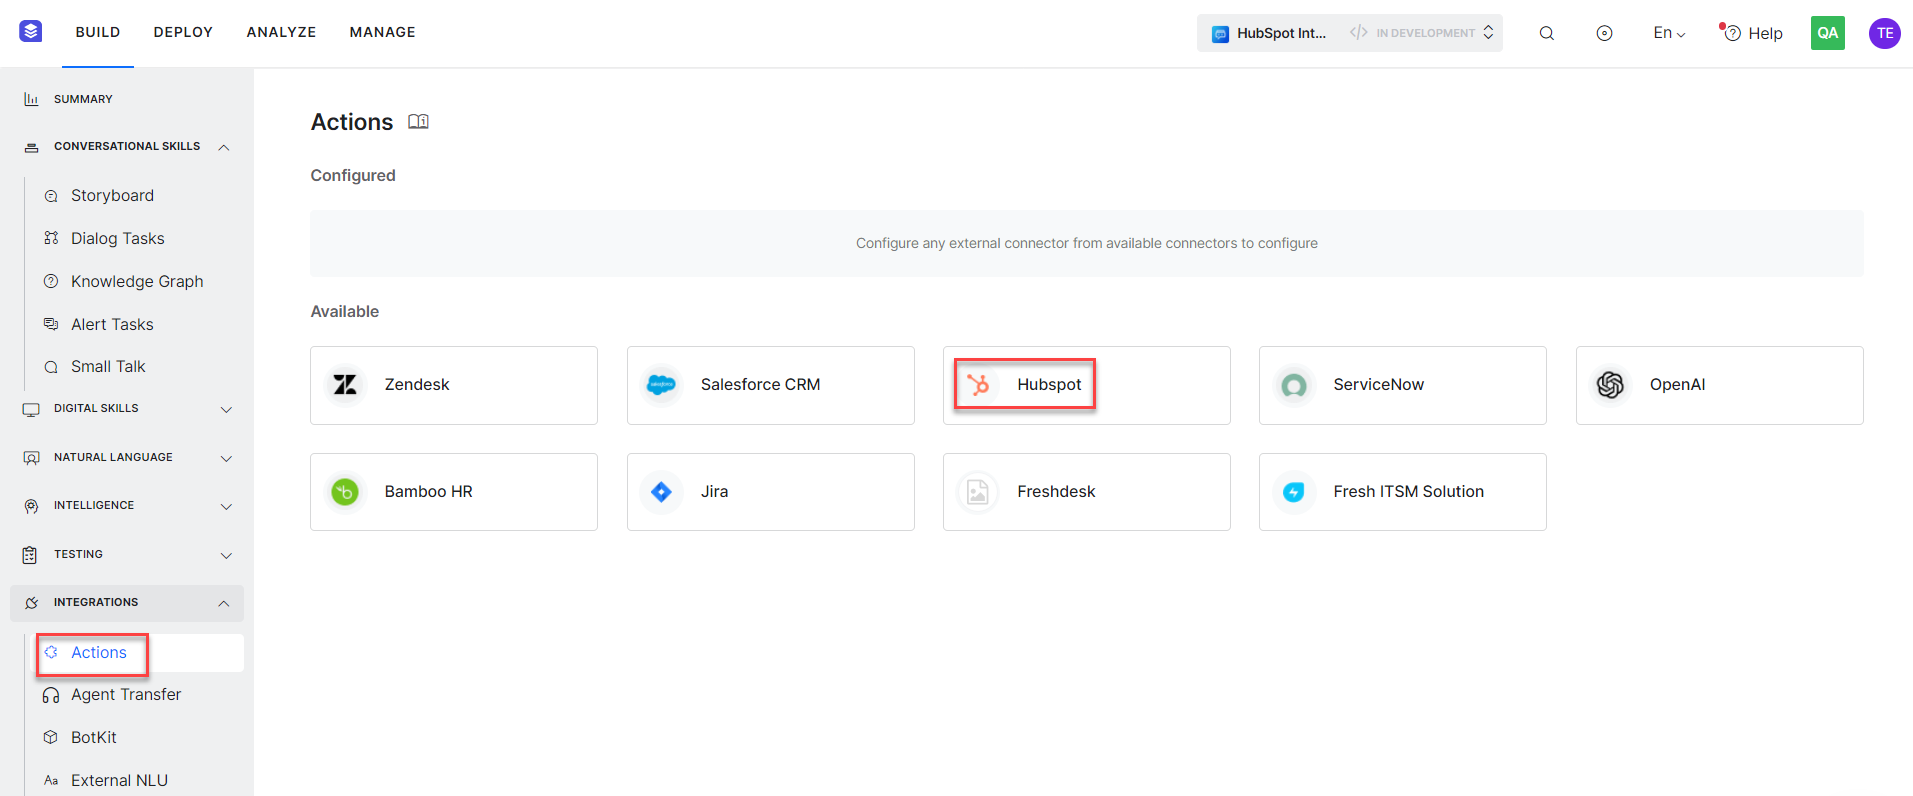 BUILD DEPLOY ANALYZE MANAGE HubSpot Int... </> IN DEVELOPMENT En Help QA TE
SUMMARY
CONVERSATIONAL SKILLS
Storyboard
Dialog Tasks
Knowledge Graph
Alert Tasks
Small Talk
DIGITAL SKILLS
NATURAL LANGUAGE
INTELLIGENCE
TESTING
INTEGRATIONS
Actions
Agent Transfer
BotKit
Aa External NLU
Actions
Configured
Configure any external connector from available connectors to configure
Available
Zendesk Salesforce CRM Hubspot ServiceNow OpenAI
Bamboo HR Jira Freshdesk Fresh ITSM Solution